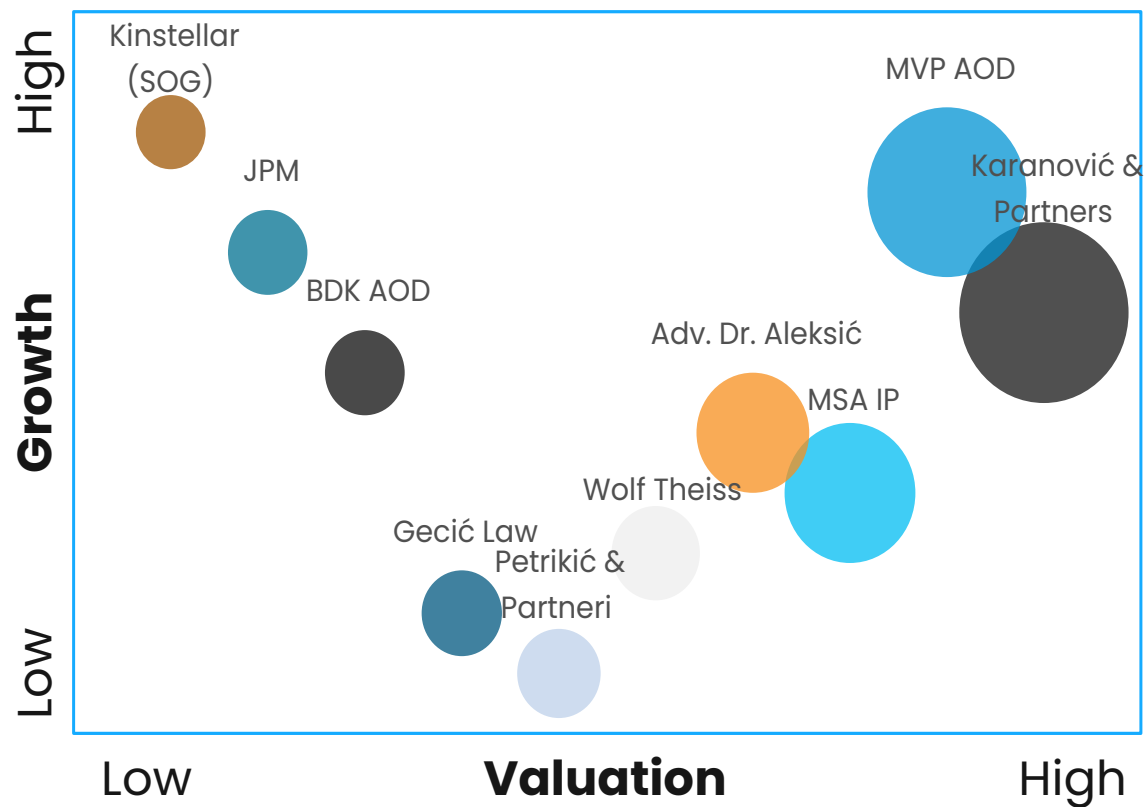 High
Growth
Low
Kinstellar
(SOG)
JPM
BDK AOD
MVP AOD
Karanović &
Partners
Adv. Dr. Aleksić
MSA IP
Wolf Theiss
Gecić Law
Petrikić &
Partneri
Low
Valuation
High